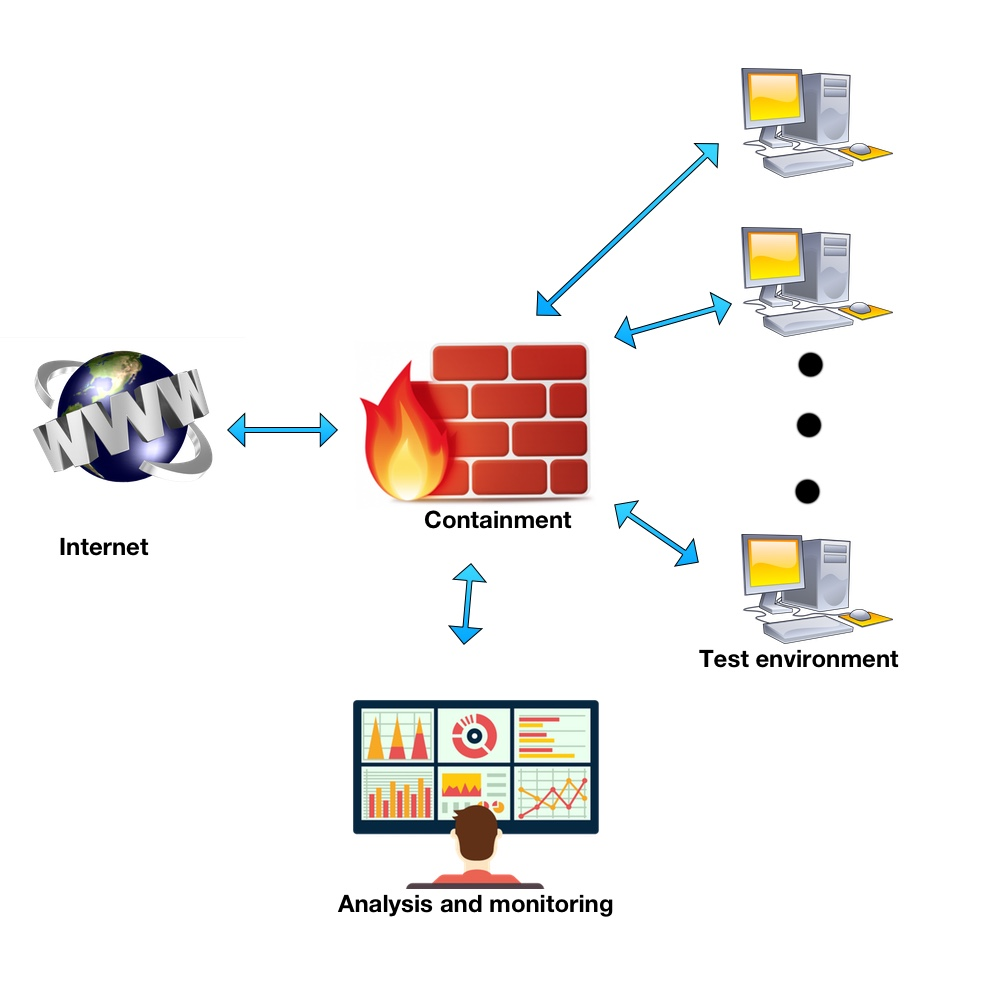 WWW
Internet
Containment
Test environment
Analysis and monitoring